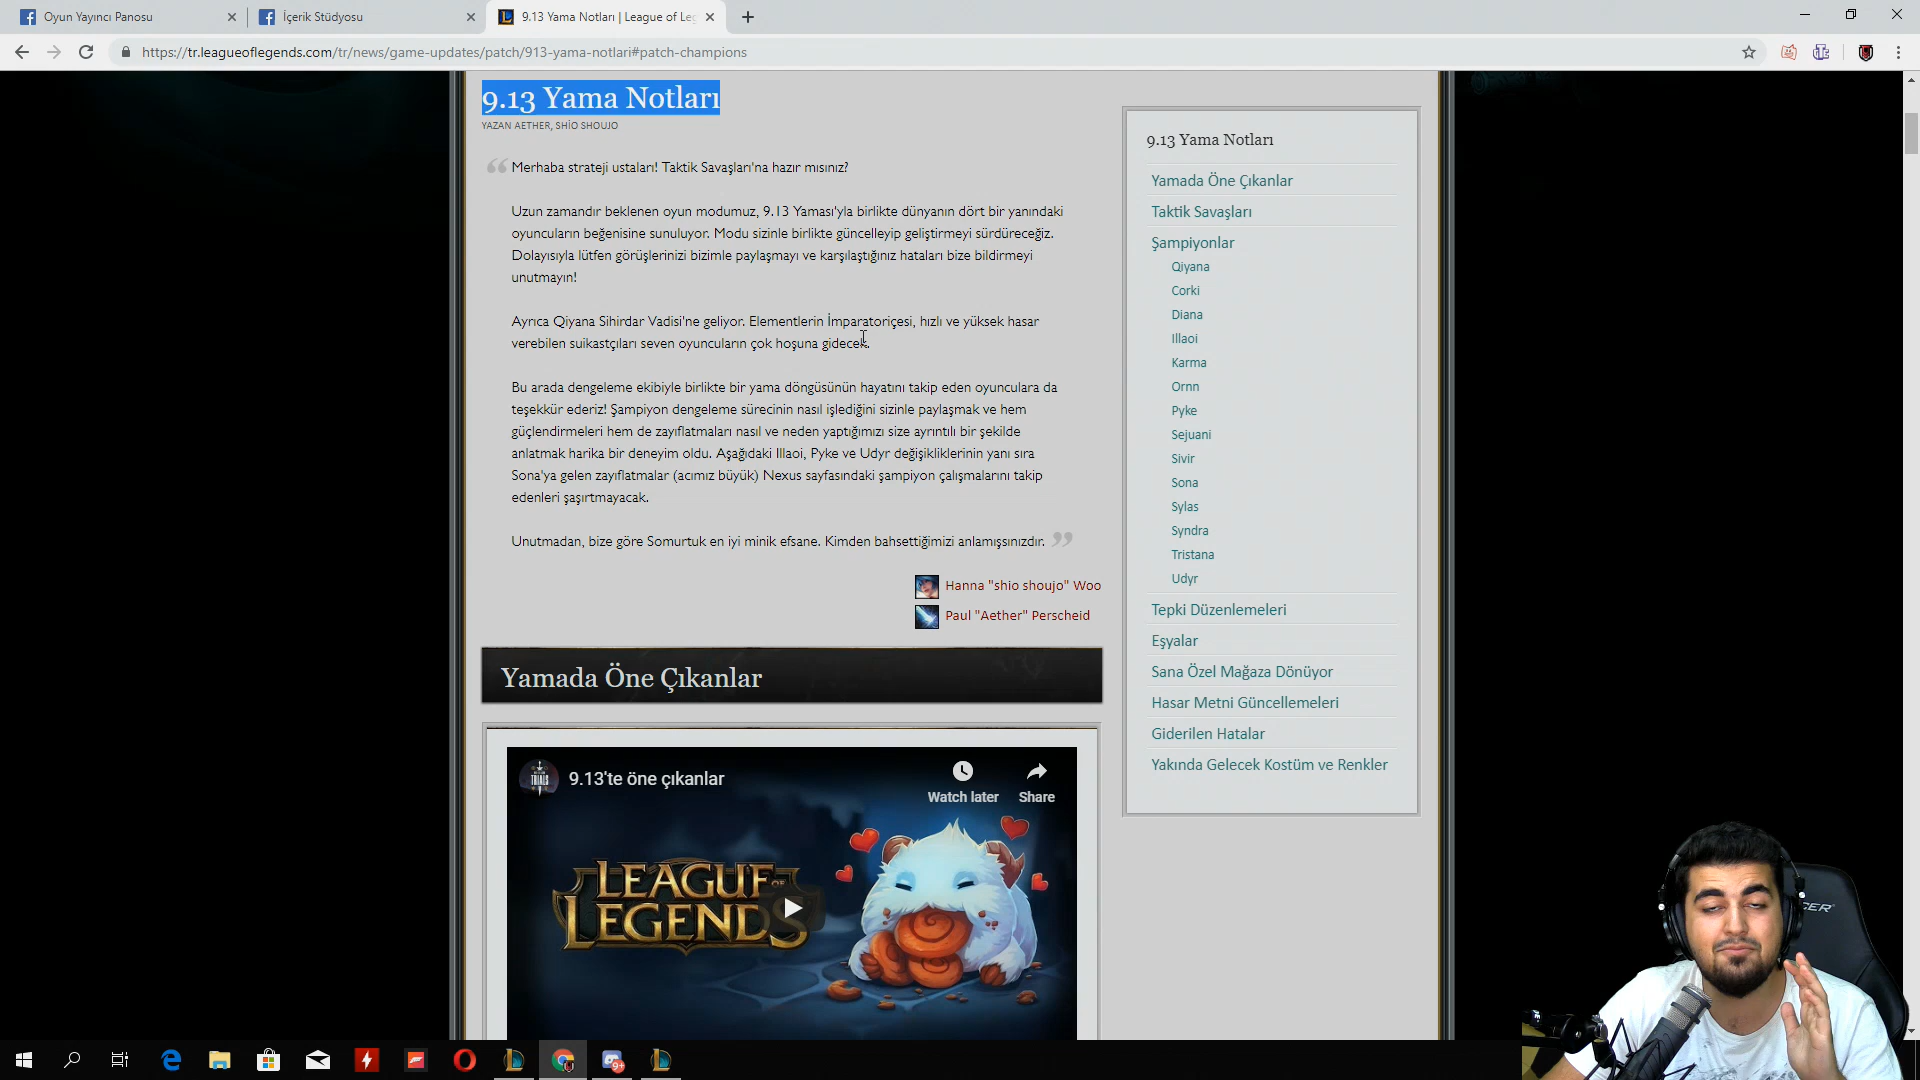 Oyun Yayıncı Panosu
İçerik Stüdyosu
9.13 Yama Notları | League of Le
https://tr.leagueoflegends.com/tr/news/game-updates/patch/913-yama-notlari#patch-champions
9.13 Yama Notları
YAZAN AETHER, SHİO SHOUJO
Merhaba strateji ustaları! Taktik Savaşları'na hazır mısınız?
Uzun zamandır beklenen oyun modumuz, 9.13 Yaması'yla birlikte dünyanın dört bir yanındaki
oyuncuların beğenisine sunuluyor. Modu sizinle birlikte güncelleyip geliştirmeyi sürdüreceğiz.
Dolayısıyla lütfen görüşlerinizi bizimle paylaşmayı ve karşılaştığınız hataları bize bildirmeyi
unutmayın!
Ayrıca Qiyana Sihirdar Vadisi'ne geliyor. Elementlerin İmparatoriçesi, hızlı ve yüksek hasar
verebilen suikastçıları seven oyuncuların çok hoşuna gidecek.
Bu arada dengeleme ekibiyle birlikte bir yama döngüsünün hayatını takip eden oyunculara da
teşekkür ederiz! Şampiyon dengeleme sürecinin nasıl işlediğini sizinle paylaşmak ve hem
güçlendirmeleri hem de zayıflatmaları nasıl ve neden yaptığımızı size ayrıntılı bir şekilde
anlatmak harika bir deneyim oldu. Aşağıdaki Illaoi, Pyke ve Udyr değişikliklerinin yanı sıra
Sona'ya gelen zayıflatmalar (acımız büyük) Nexus sayfasındaki şampiyon çalışmalarını takip
edenleri şaşırtmayacak.
Unutmadan, bize göre Somurtuk en iyi minik efsane. Kimden bahsettiğimizi anlamışsınızdır.
Hanna "shio shoujo" Woo
Paul "Aether" Perscheid
Yamada Öne Çıkanlar
TRIALS
9.13'te öne çıkanlar
Watch later
Share
LEAGUE OF
LEGENDS
9.13 Yama Notları
Yamada Öne Çıkanlar
Taktik Savaşları
Şampiyonlar
Qiyana
Corki
Diana
Illaoi
Karma
Ornn
Pyke
Sejuani
Sivir
Sona
Sylas
Syndra
Tristana
Udyr
Tepki Düzenlemeleri
Eşyalar
Sana Özel Mağaza Dönüyor
Hasar Metni Güncellemeleri
Giderilen Hatalar
Yakında Gelecek Kostüm ve Renkler
9+